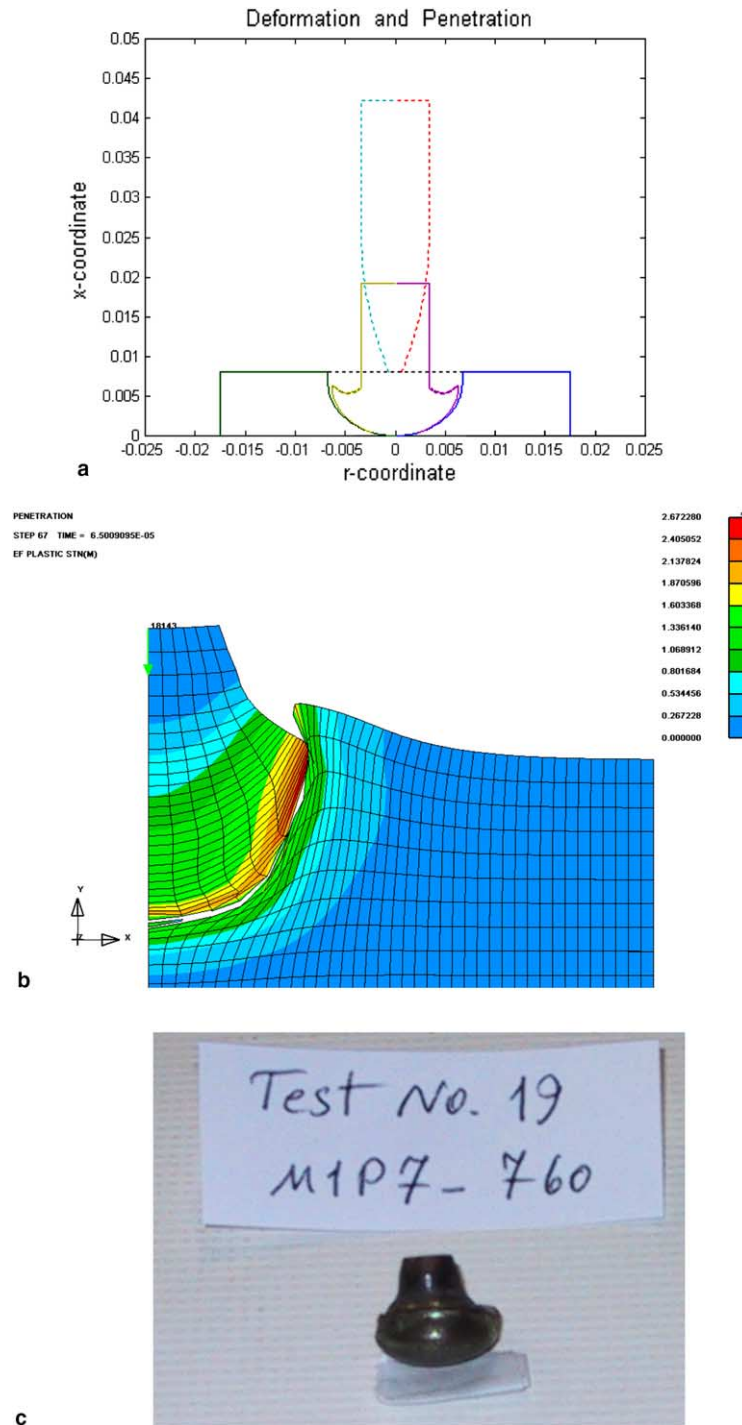 Deformation and Penetration
0.05
0.045
0.04
0.035
0.03
0.025
0.02
0.015
0.01
0.005
0
x-coordinate
-0.025 -0.02 -0.015 -0.01 -0.005 0 0.005 0.01 0.015 0.02 0.025
r-coordinate
a
PENETRATION
STEP 67 TIME = 6.5009095E-05
EF PLASTIC STN(M)
2.672280
2.405052
2.137824
1.870596
1.603368
1.336140
1.068912
0.801684
0.534456
0.267228
0.000000
18143
Y
Z X
b
Test No. 19
M1P7- 760
c